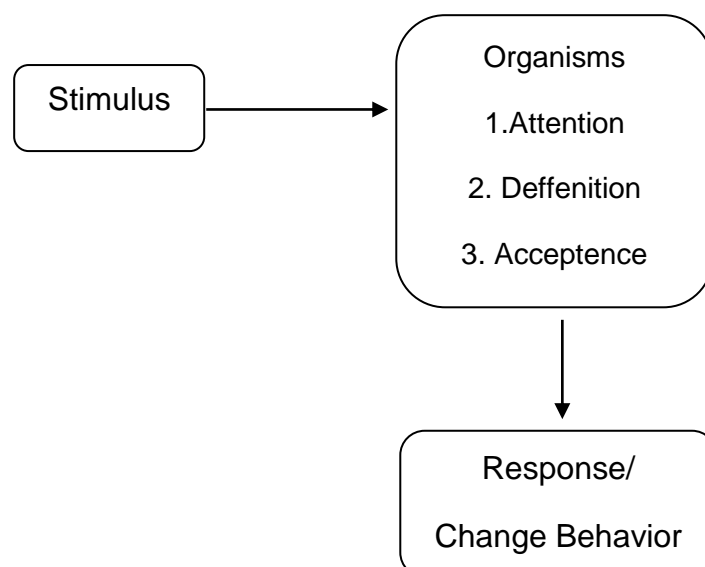 Stimulus
Organisms
1.Attention
2. Deffenition
3. Acceptence
Response/
Change Behavior